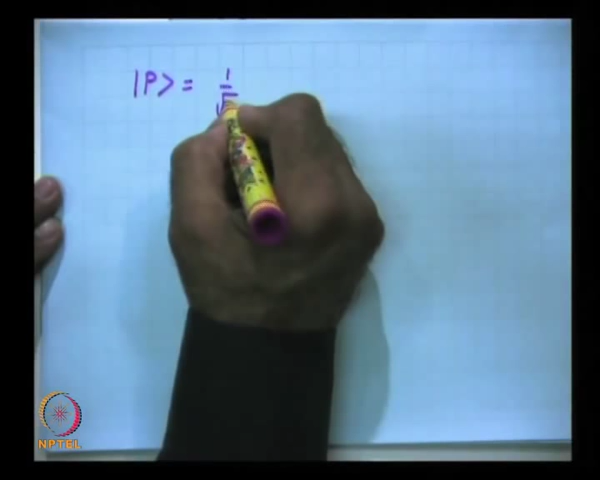 |P> = 1/√
NPTEL